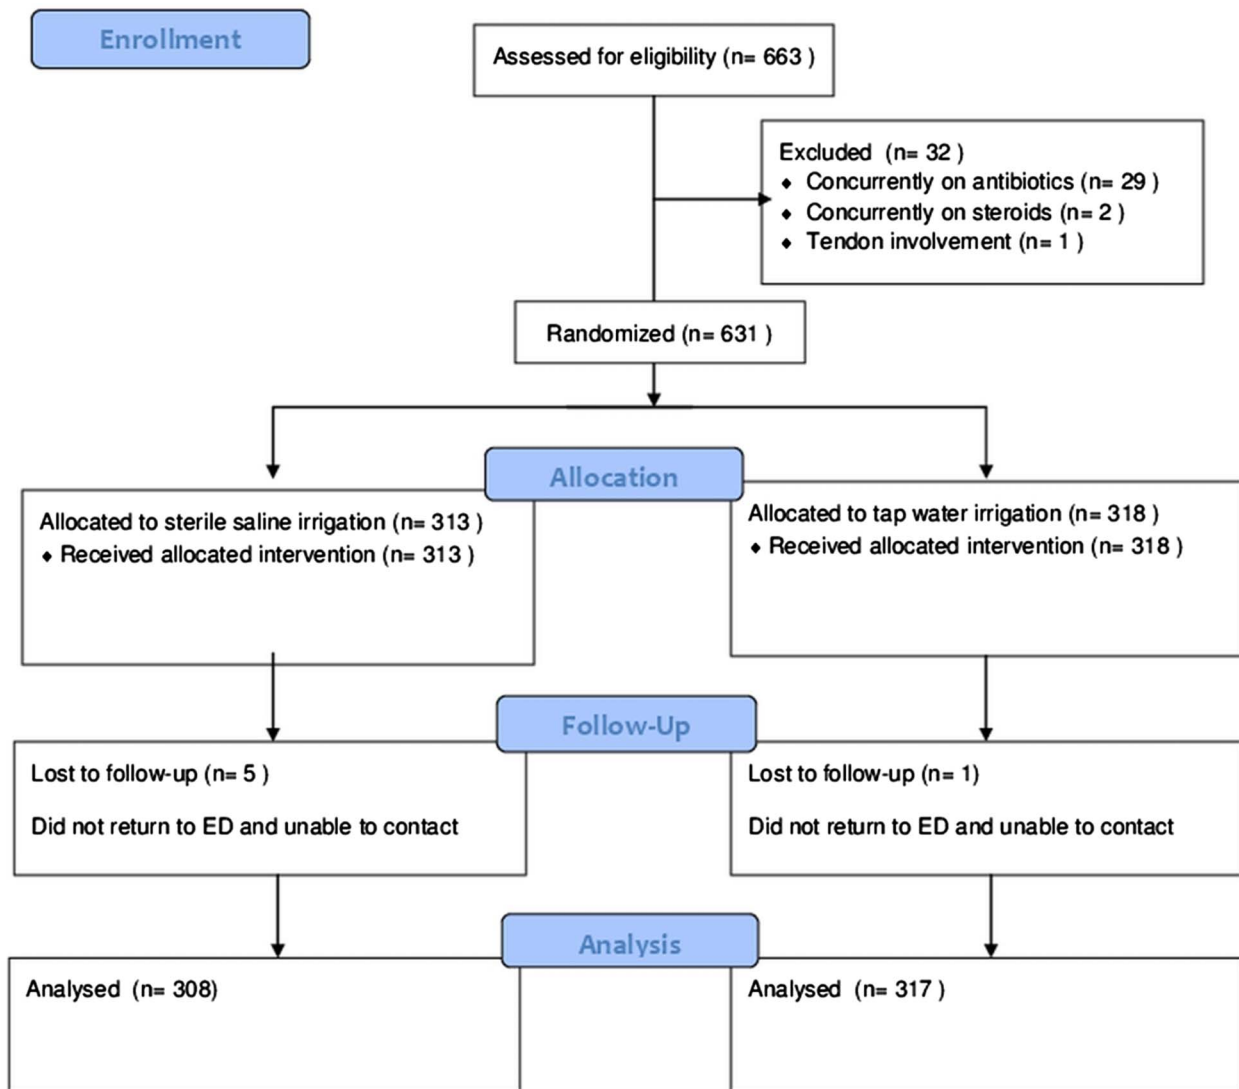 Enrollment
Assessed for eligibility (n= 663 )
Excluded  (n= 32 )
♦ Concurrently on antibiotics (n= 29 )
♦ Concurrently on steroids (n= 2 )
♦ Tendon involvement (n= 1 )
Randomized (n= 631 )
Allocation
Allocated to sterile saline irrigation (n= 313 )
♦ Received allocated intervention (n= 313 )
Allocated to tap water irrigation (n= 318 )
♦ Received allocated intervention (n= 318 )
Follow-Up
Lost to follow-up (n= 5 )
Did not return to ED and unable to contact
Lost to follow-up (n= 1)
Did not return to ED and unable to contact
Analysis
Analysed  (n= 308)
Analysed  (n= 317 )